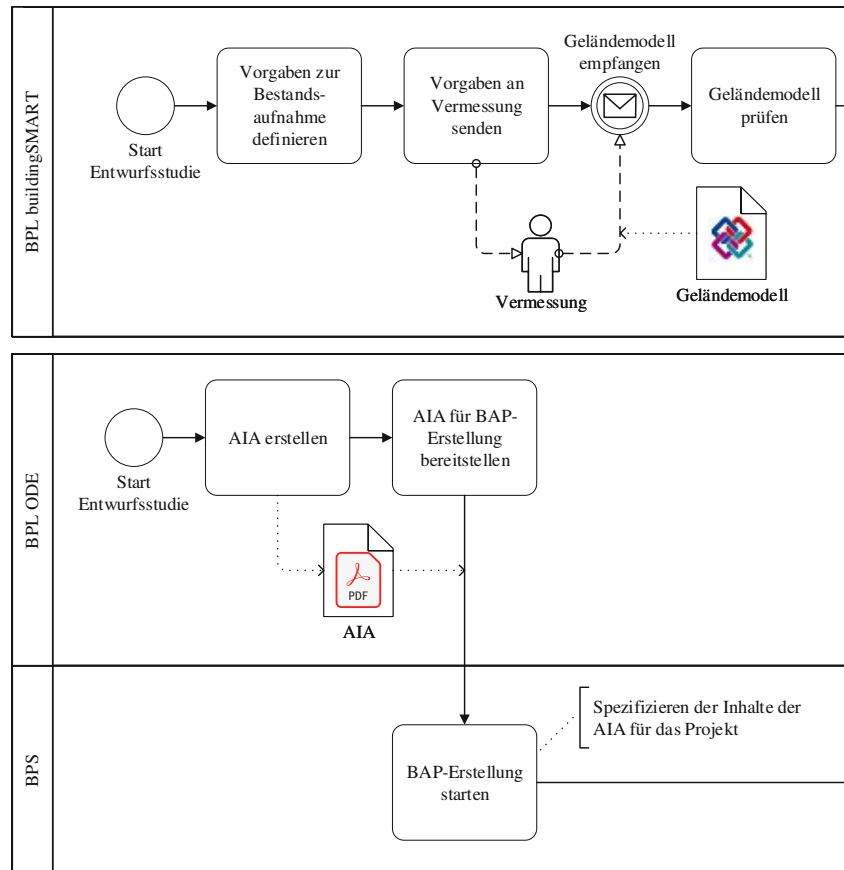 BPL buildingSMART
Start
Entwurfsstudie
Vorgaben zur
Bestands-
aufnahme
definieren
Vorgaben an
Vermessung
senden
Geländemodell
empfangen
Geländemodell
prüfen
Vermessung
Geländemodell
BPL ODE
Start
Entwurfsstudie
AIA erstellen
AIA für BAP-
Erstellung
bereitstellen
PDF
AIA
BPS
BAP-Erstellung
starten
Spezifizieren der Inhalte der
AIA für das Projekt